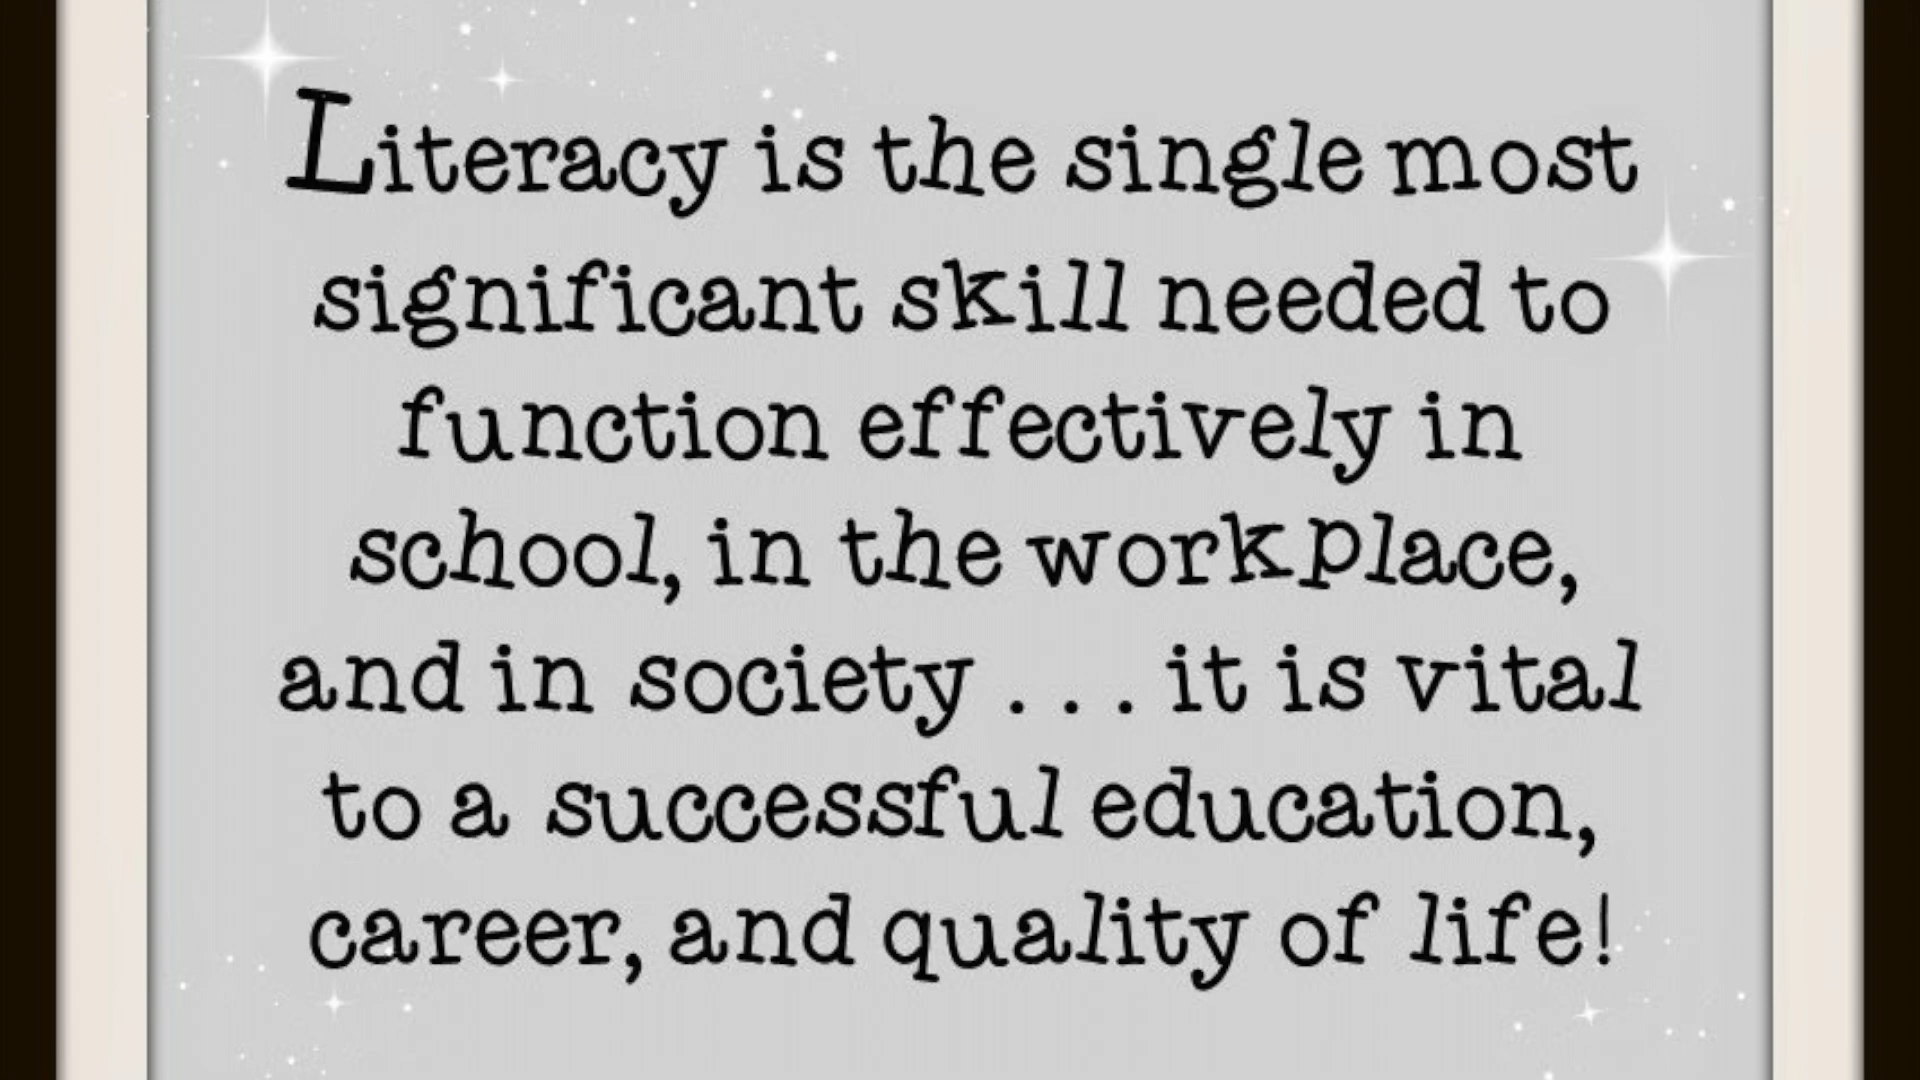 Literacy is the single most
significant skill needed to
function effectively in
school, in the workplace,
and in society . . . it is vital
to a successful education,
career, and quality of life!